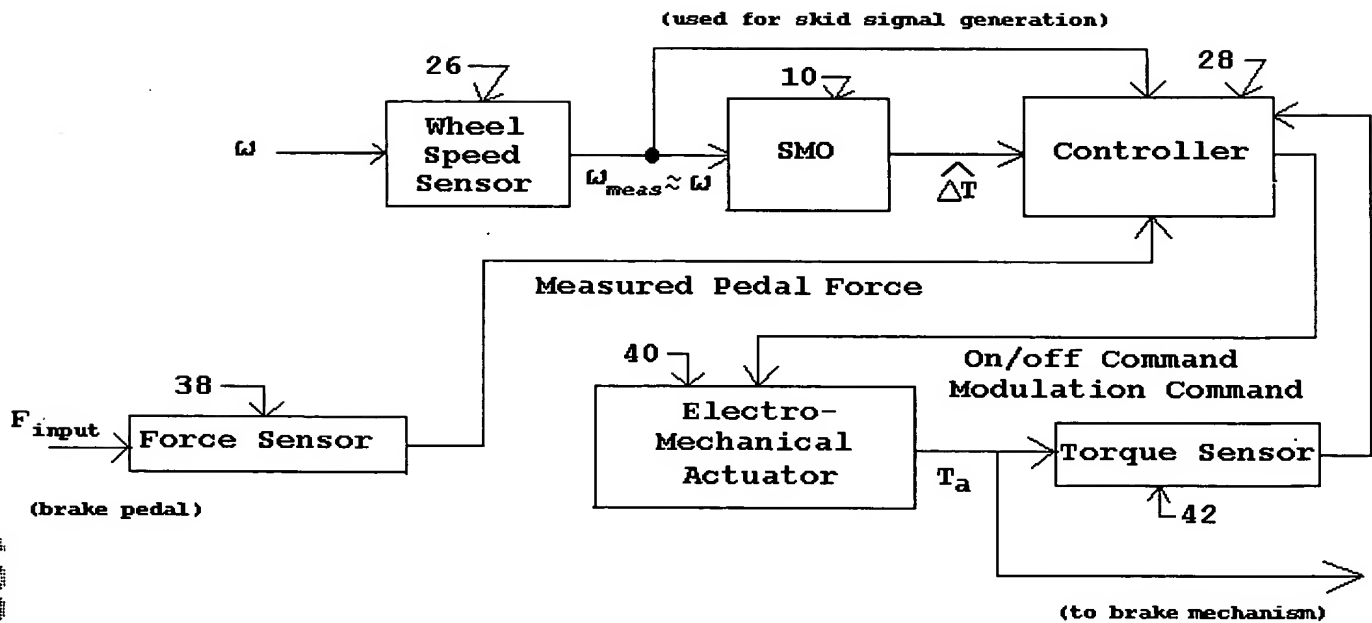 (used for skid signal generation)
26
10
28
Wheel
Speed
Sensor
SMO
Controller
ω
ω_meas ≈ ω
\widehat{ΔT}
Measured Pedal Force
40
On/off Command
Modulation Command
38
F_input
Force Sensor
Electro-
Mechanical
Actuator
Torque Sensor
T_a
(brake pedal)
42
(to brake mechanism)